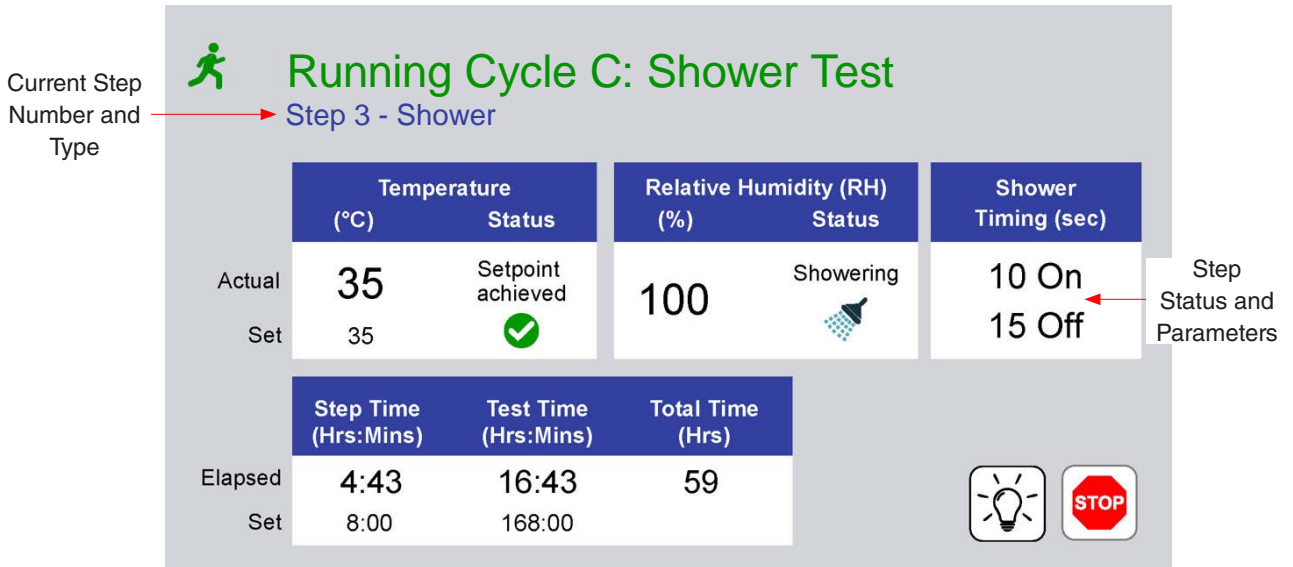 Running Cycle C: Shower Test
Current Step
Number and
Type
Step 3 - Shower
Temperature
(°C) Status
Relative Humidity (RH)
(%) Status
Shower
Timing (sec)
Actual 35 Setpoint
achieved
Set 35
100 Showering
10 On
15 Off
Step
Status and
Parameters
Step Time
(Hrs:Mins)
Test Time
(Hrs:Mins)
Total Time
(Hrs)
Elapsed 4:43 16:43 59
Set 8:00 168:00
STOP